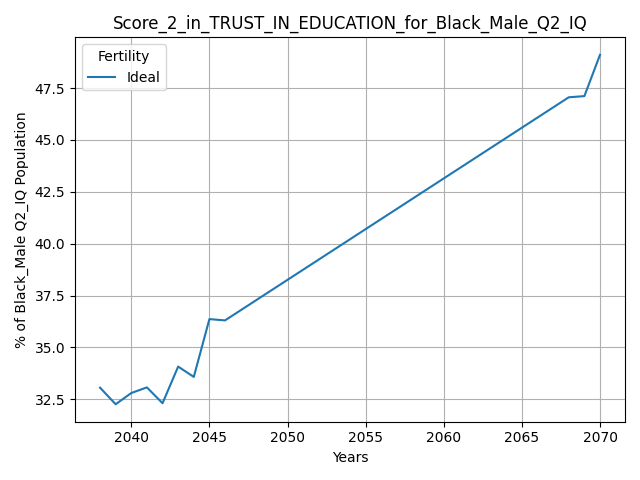 Score_2_in_TRUST_IN_EDUCATION_for_Black_Male_Q2_IQ
Fertility
Ideal
% of Black_Male Q2_IQ Population
47.5
45.0
42.5
40.0
37.5
35.0
32.5
2040 2045 2050 2055 2060 2065 2070
Years